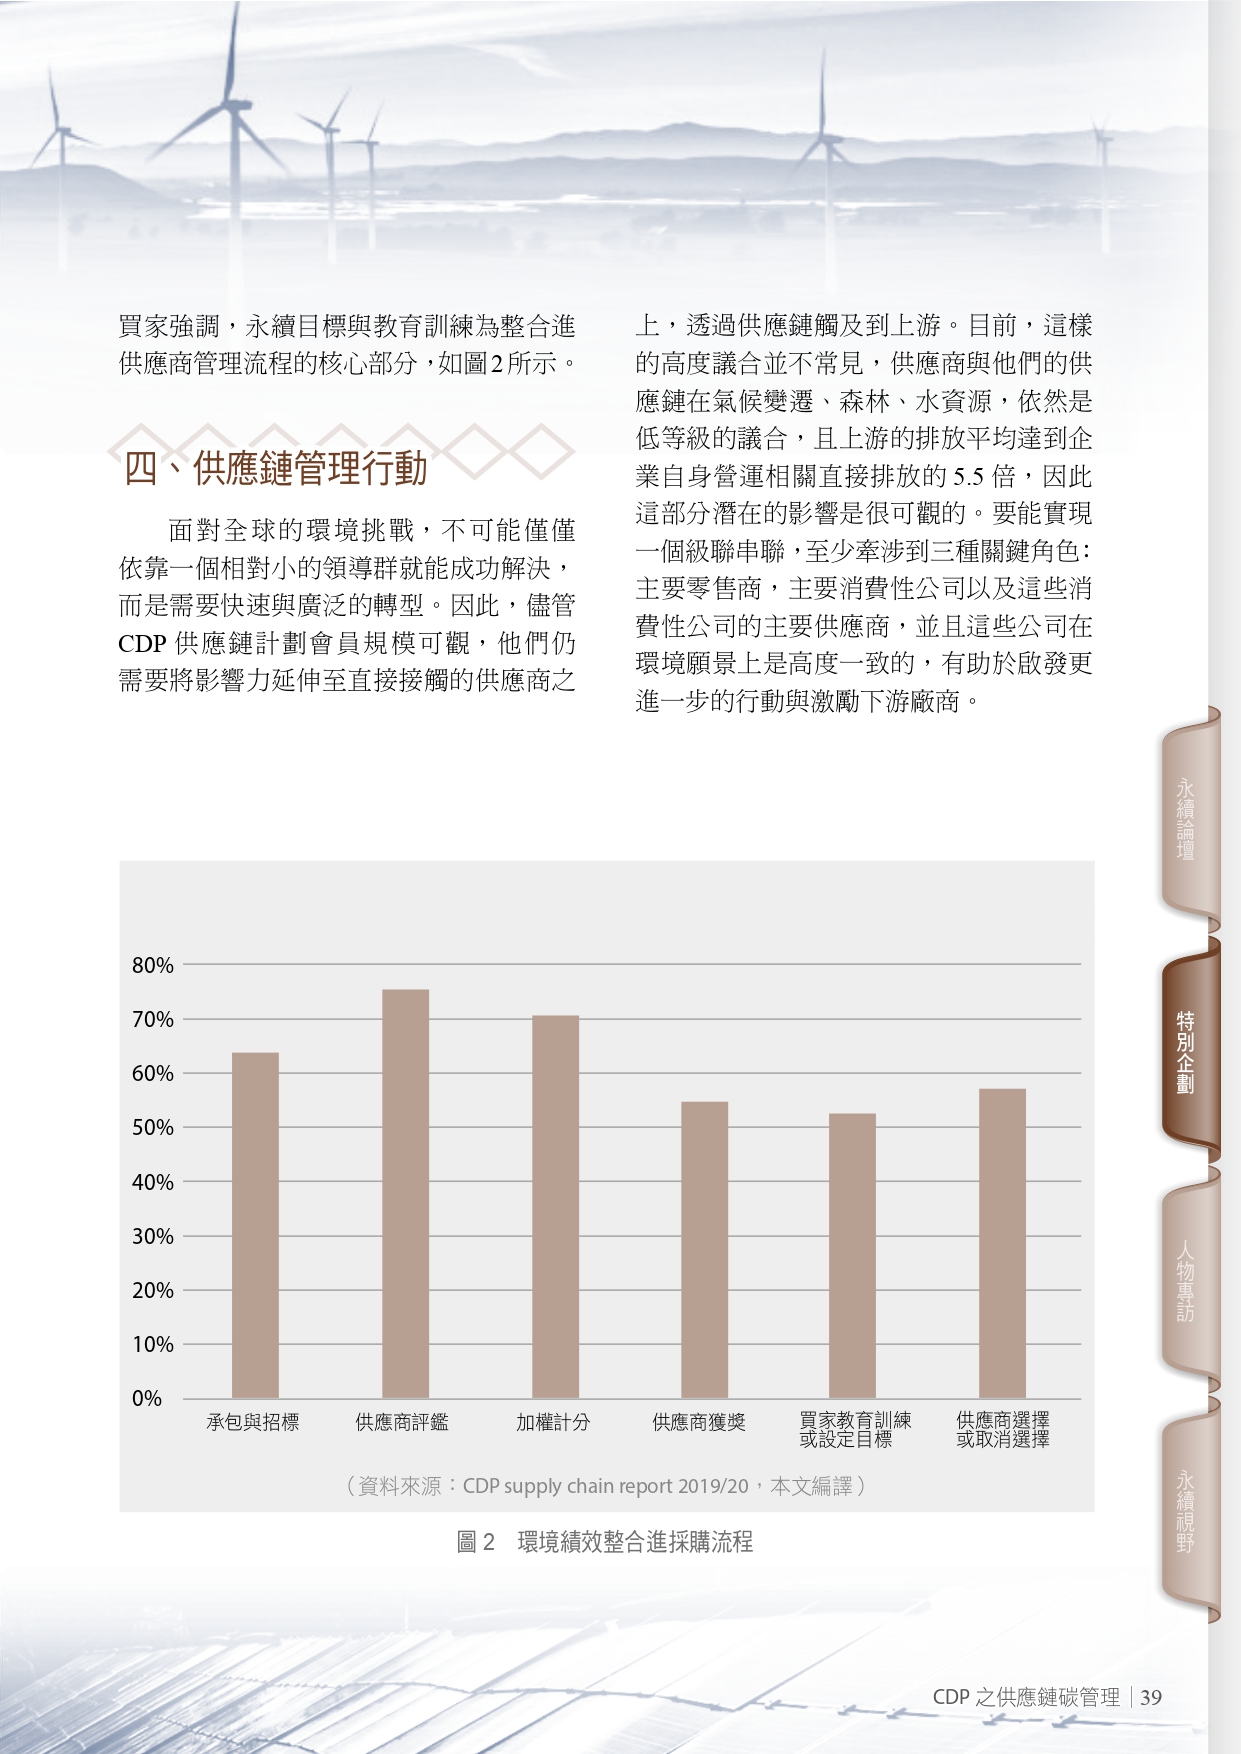 買家強調，永續目標與教育訓練為整合進
供應商管理流程的核心部分，如圖2所示。
四、供應鏈管理行動
面對全球的環境挑戰，不可能僅僅
依靠一個相對小的領導群就能成功解決，
而是需要快速與廣泛的轉型。因此，儘管
CDP 供應鏈計劃會員規模可觀，他們仍
需要將影響力延伸至直接接觸的供應商之
上，透過供應鏈觸及到上游。目前，這樣
的高度議合並不常見，供應商與他們的供
應鏈在氣候變遷、森林、水資源，依然是
低等級的議合，且上游的排放平均達到企
業自身營運相關直接排放的 5.5 倍，因此
這部分潛在的影響是很可觀的。要能實現
一個級聯串聯，至少牽涉到三種關鍵角色：
主要零售商，主要消費性公司以及這些消
費性公司的主要供應商，並且這些公司在
環境願景上是高度一致的，有助於啟發更
進一步的行動與激勵下游廠商。
80%
70%
60%
50%
40%
30%
20%
10%
0%
承包與招標
供應商評鑑
加權計分
供應商獲獎
買家教育訓練
或設定目標
供應商選擇
或取消選擇
（資料來源：CDP supply chain report 2019/20，本文編譯）
圖 2　環境績效整合進採購流程
永續論壇
特別企劃
人物專訪
永續視野
CDP 之供應鏈碳管理｜39